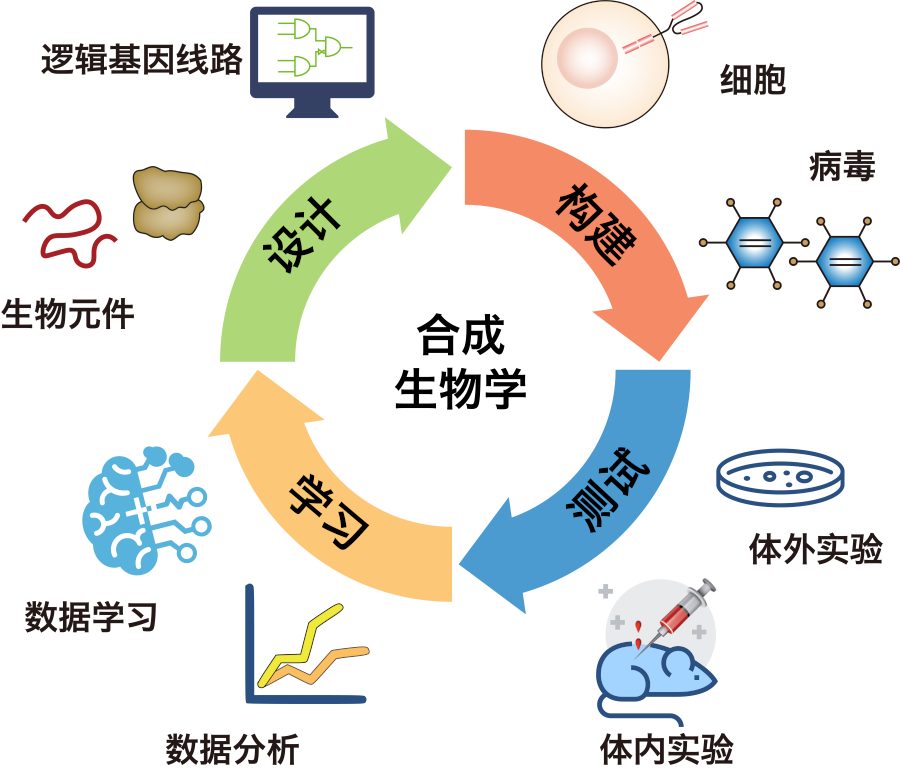 逻辑基因线路
细胞
病毒
生物元件
设计
构建
合成
生物学
测试
学习
体外实验
数据学习
数据分析
体内实验